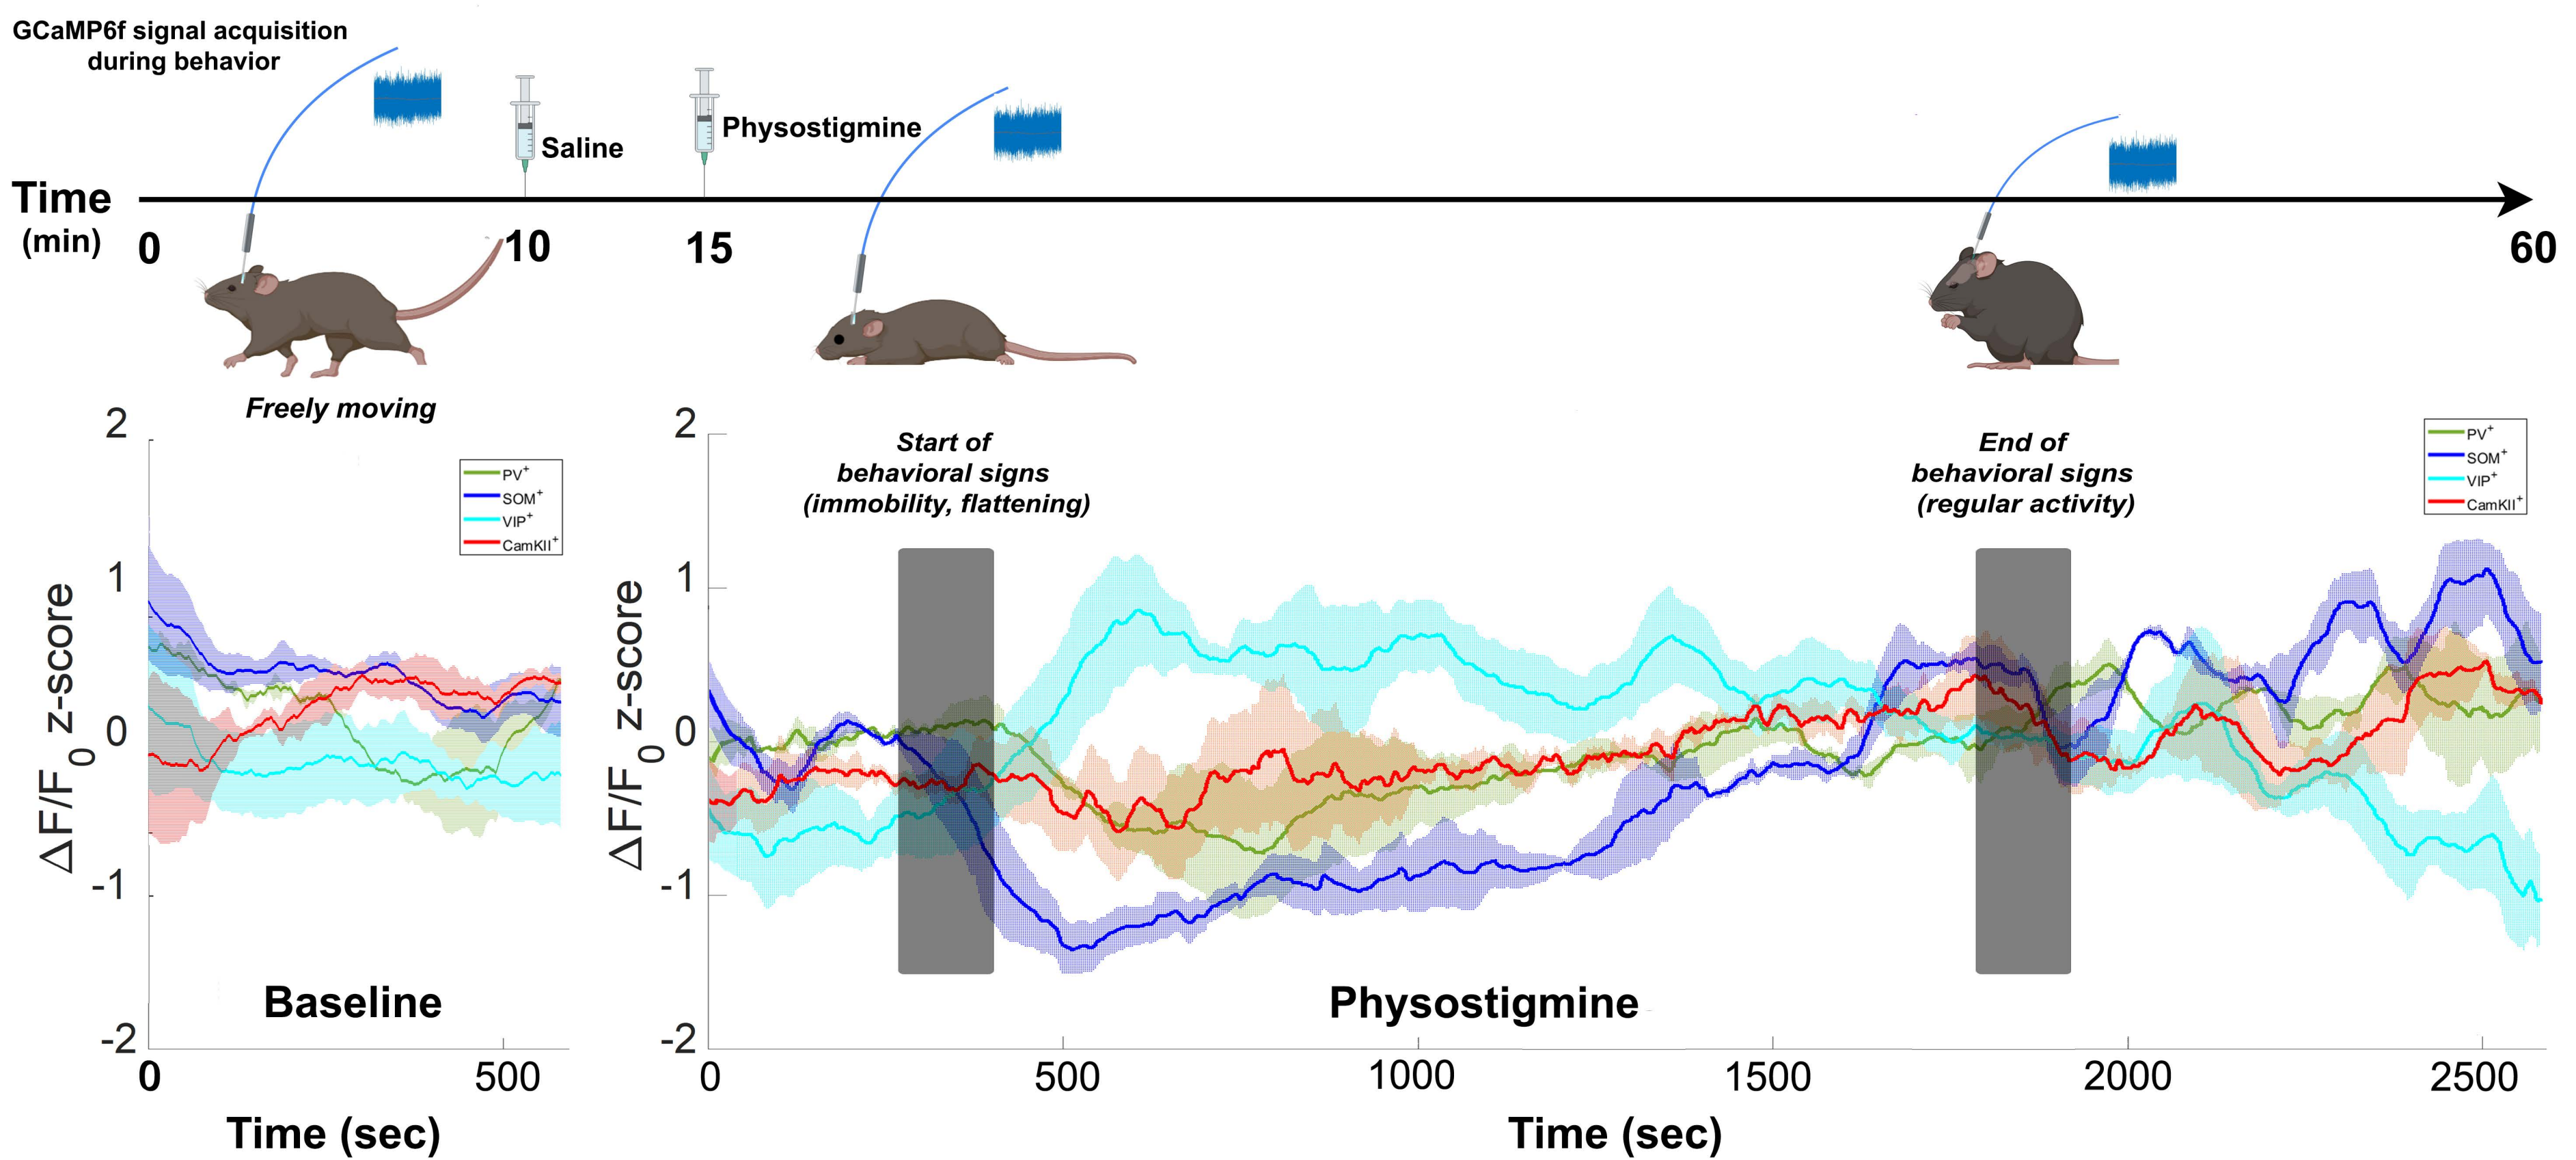 GCaMP6f signal acquisition
during behavior
Saline
Physostigmine
Time
(min)
0
10
15
60
Freely moving
Start of
behavioral signs
(immobility, flattening)
End of
behavioral signs
(regular activity)
2
1
0
-1
-2
ΔF/F0 z-score
PV+
SOM+
VIP+
CamKII+
Baseline
0
500
Time (sec)
2
1
0
-1
-2
ΔF/F0 z-score
PV+
SOM+
VIP+
CamKII+
Physostigmine
0
500
1000
1500
2000
2500
Time (sec)